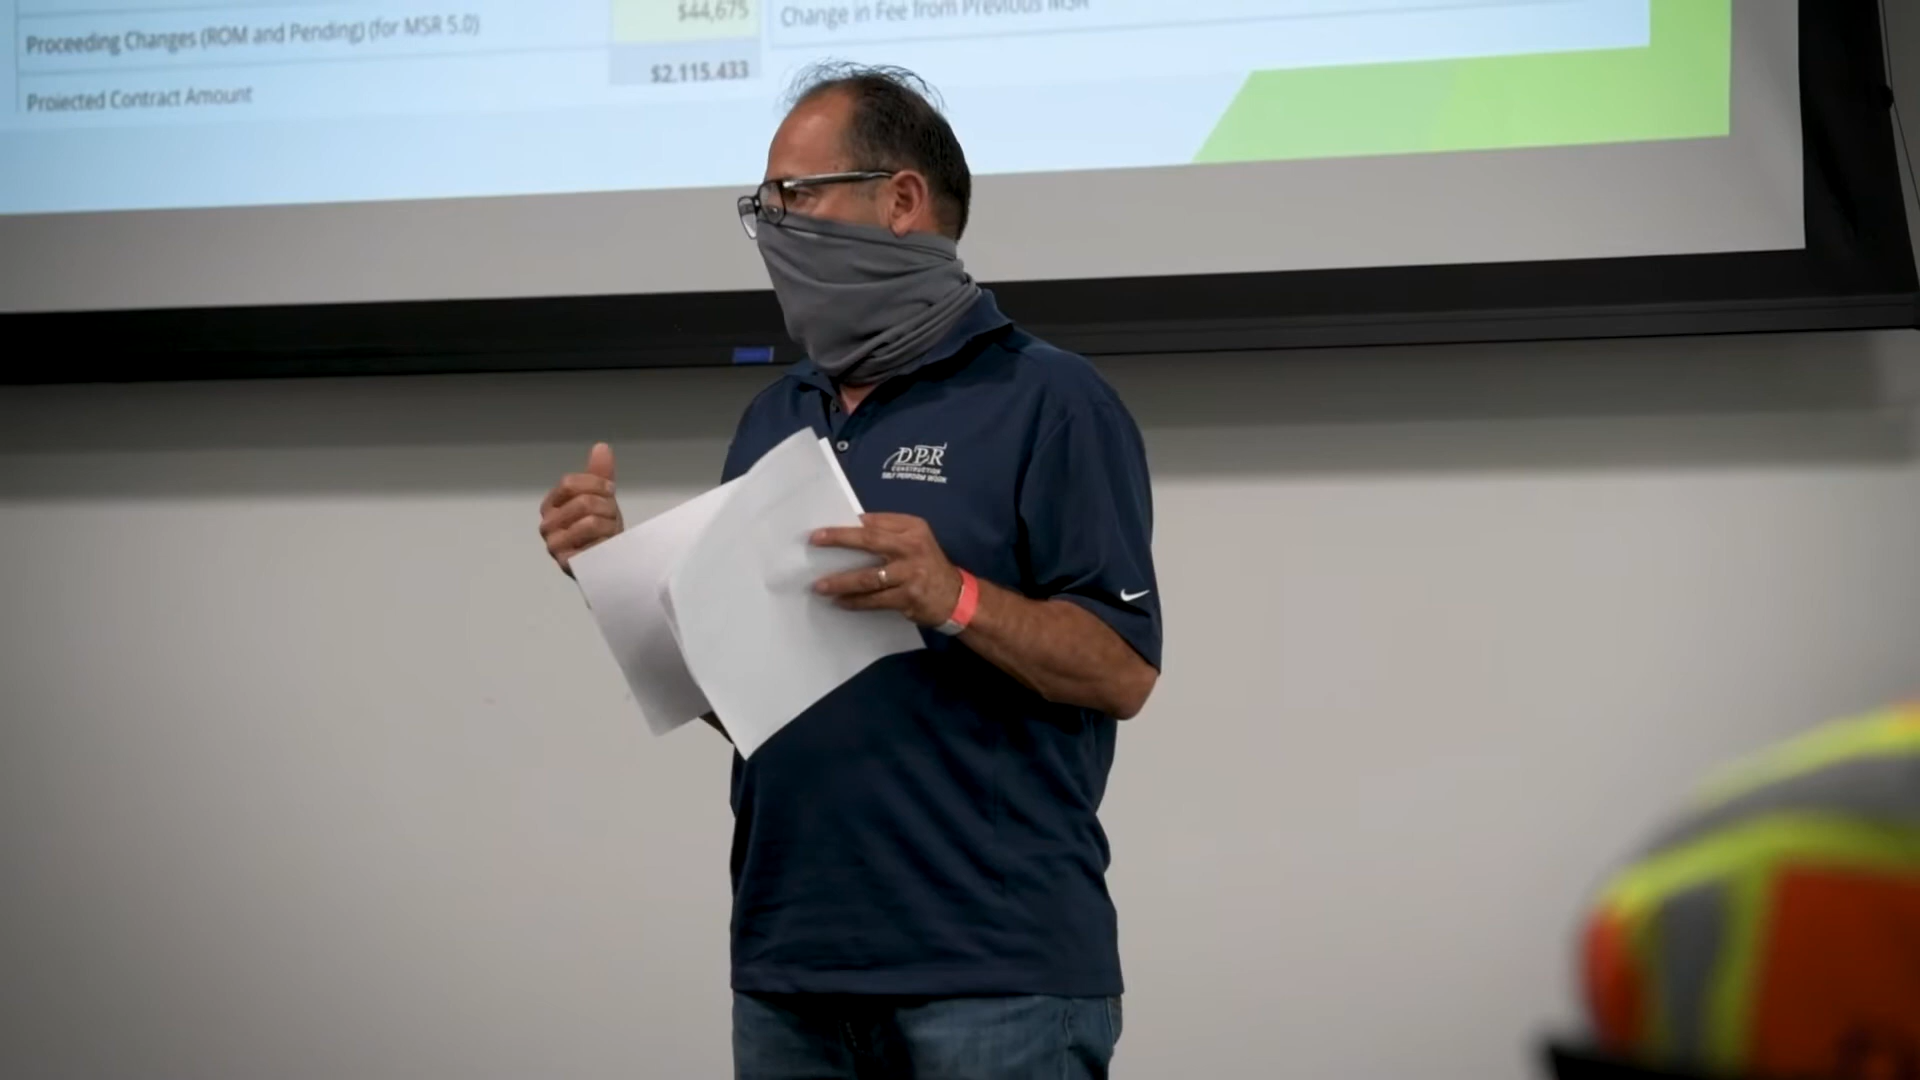 $44,675
Change in Fee from Previous MSR
Proceeding Changes (ROM and Pending) (for MSR 5.0)
$2,115,433
Projected Contract Amount
DPR
CONSTRUCTION
SELF PERFORM WORK